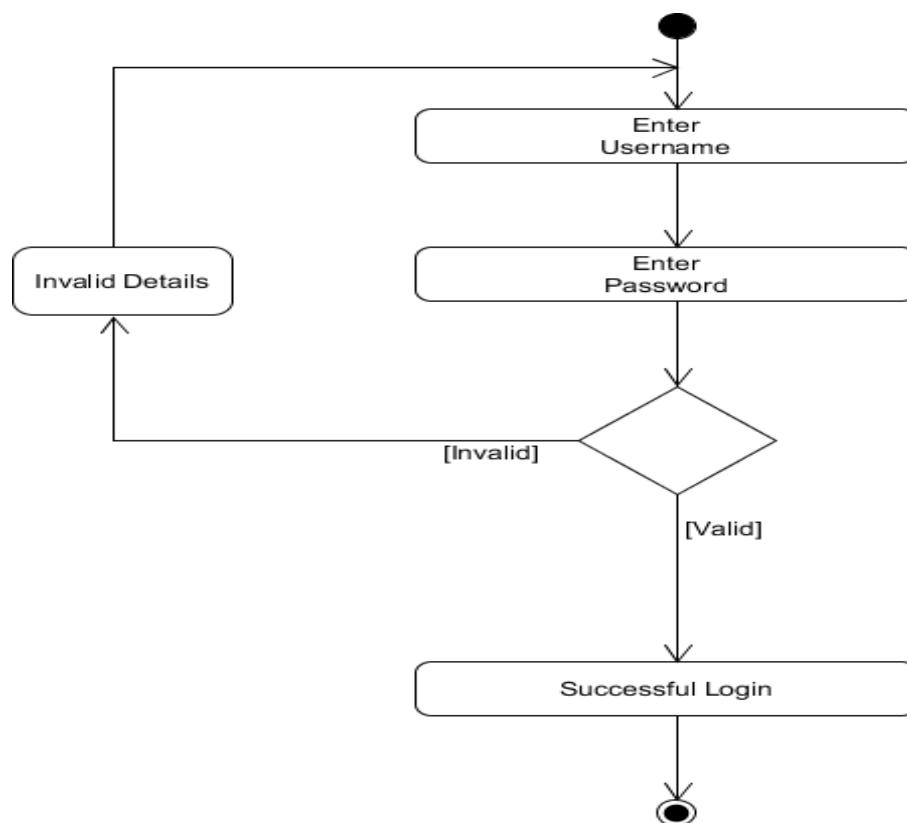 Enter
Username
Enter
Password
Invalid Details
[Invalid]
[Valid]
Successful Login